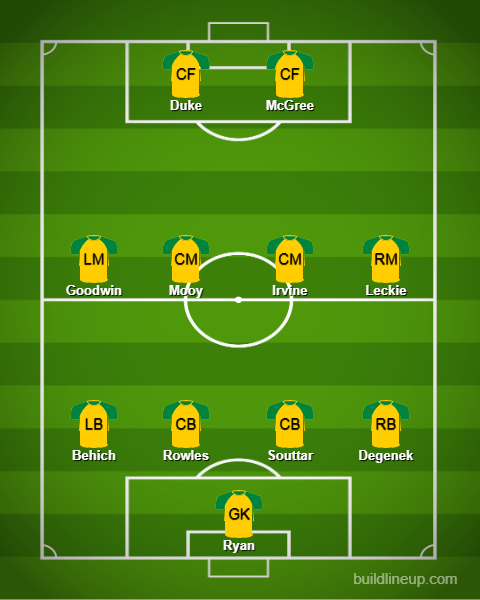 CF CF
Duke McGree
LM CM CM RM
Goodwin Mooy Irvine Leckie
LB CB CB RB
Behich Rowles Souttar Degenek
GK
Ryan
buildlineup.com